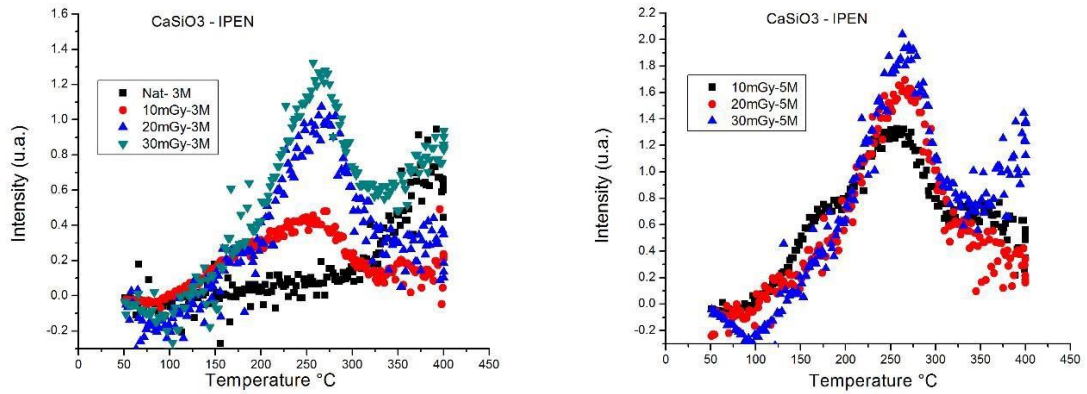 CaSiO3 - IPEN
Nat- 3M
10mGy-3M
20mGy-3M
30mGy-3M
Intensity (u.a.)
1.6
1.4
1.2
1.0
0.8
0.6
0.4
0.2
0.0
-0.2
0 50 100 150 200 250 300 350 400 450
Temperature °C
CaSiO3 - IPEN
10mGy-5M
20mGy-5M
30mGy-5M
Intensity (u.a.)
2.2
2.0
1.8
1.6
1.4
1.2
1.0
0.8
0.6
0.4
0.2
0.0
-0.2
0 50 100 150 200 250 300 350 400 450
Temperature °C